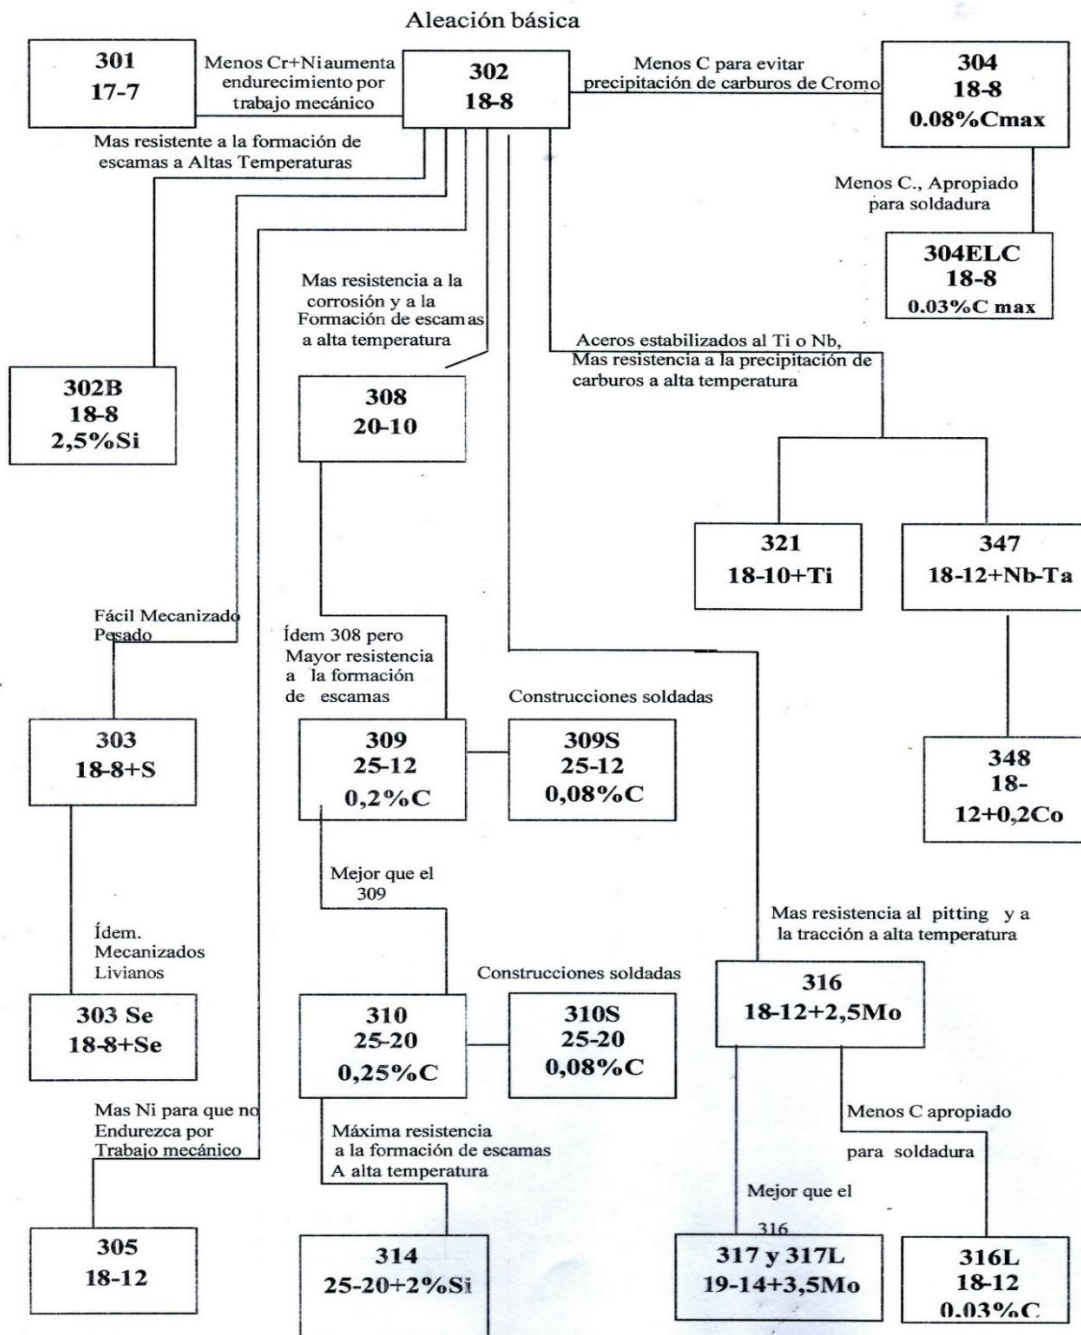 Aleación básica
301
17-7
Menos Cr+Ni aumenta
endurecimiento por
trabajo mecánico
302
18-8
Menos C para evitar
precipitación de carburos de Cromo
304
18-8
0.08%Cmax
Mas resistente a la formación de
escamas a Altas Temperaturas
Menos C., Apropiado
para soldadura
304ELC
18-8
0.03%C max
Mas resistencia a la
corrosión y a la
Formación de escamas
a alta temperatura
Aceros estabilizados al Ti o Nb,
Mas resistencia a la precipitación de
carburos a alta temperatura
302B
18-8
2,5%Si
308
20-10
321
18-10+Ti
347
18-12+Nb-Ta
Fácil Mecanizado
Pesado
Ídem 308 pero
Mayor resistencia
a la formación
de escamas
Construcciones soldadas
303
18-8+S
309
25-12
0,2%C
309S
25-12
0,08%C
348
18-
12+0,2Co
Mejor que el
309
Ídem.
Mecanizados
Livianos
Mas resistencia al pitting y a
la tracción a alta temperatura
Construcciones soldadas
303 Se
18-8+Se
310
25-20
0,25%C
310S
25-20
0,08%C
316
18-12+2,5Mo
Mas Ni para que no
Endurezca por
Trabajo mecánico
Máxima resistencia
a la formación de escamas
A alta temperatura
Menos C apropiado
para soldadura
Mejor que el
316
305
18-12
314
25-20+2%Si
317 y 317L
19-14+3,5Mo
316L
18-12
0.03%C